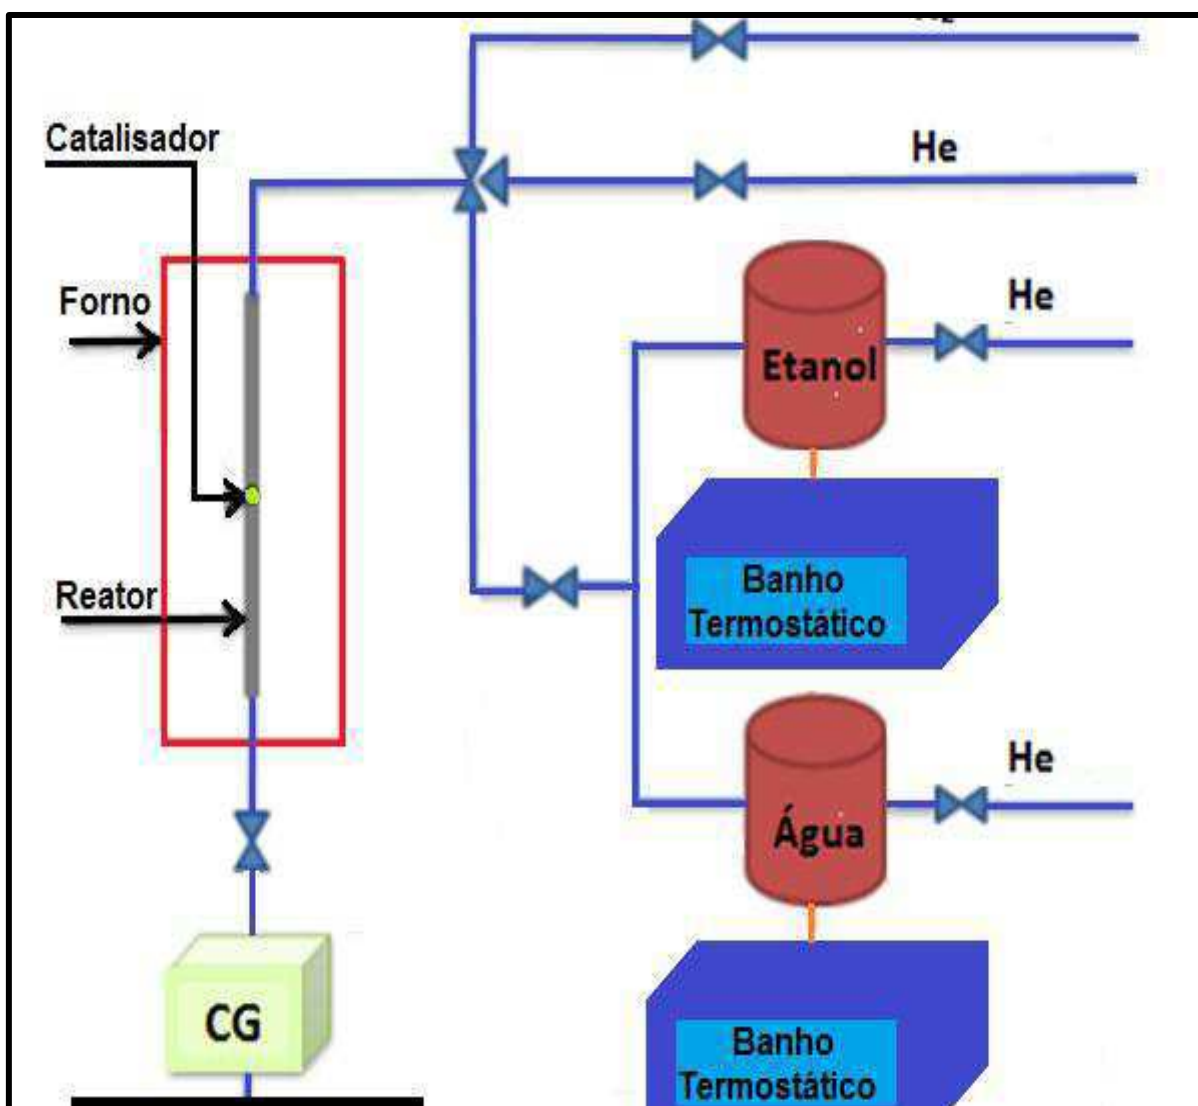 Catalisador
He
Forno
He
Etanol
Banho
Termostático
Reator
He
Água
CG
Banho
Termostático